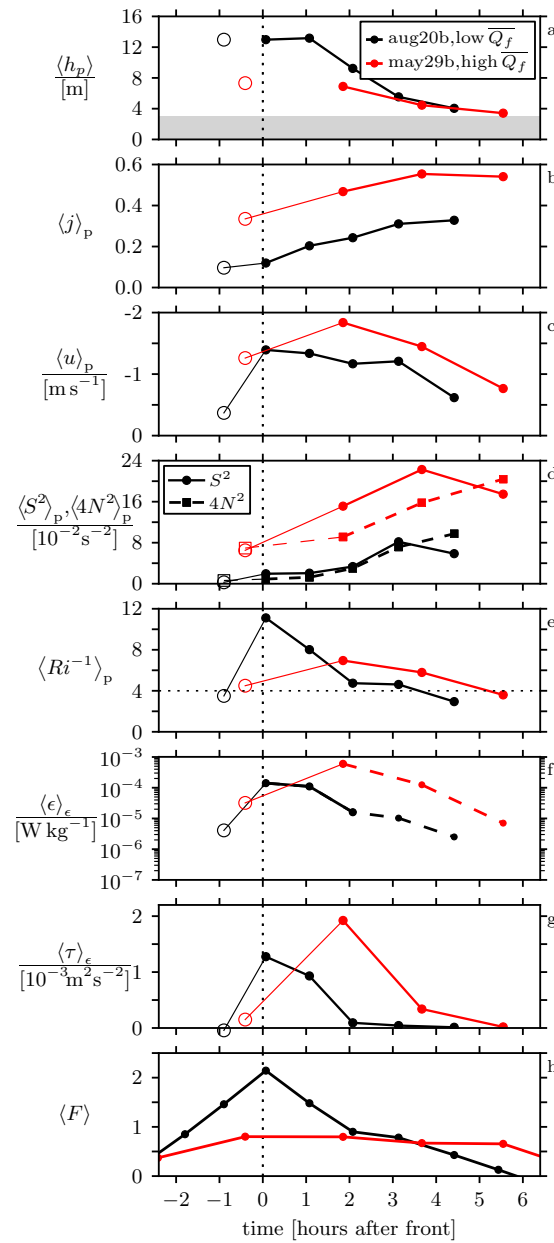 a
⟨h_p⟩
[m]
16
12
8
4
0
aug20b,low \overline{Q_f}
may29b,high \overline{Q_f}
b
⟨j⟩_p
0.6
0.4
0.2
0.0
c
⟨u⟩_p
[m s^{−1}]
-2
-1
0
d
⟨S²⟩_p,⟨4N²⟩_p
[10^{−2}s^{−2}]
24
16
8
0
S²
4N²
e
⟨Ri^{−1}⟩_p
12
8
4
0
f
⟨ϵ⟩_ϵ
[W kg^{−1}]
10^{−3}
10^{−4}
10^{−5}
10^{−6}
10^{−7}
g
⟨τ⟩_ϵ
[10^{−3}m²s^{−2}]
2
1
0
h
⟨F⟩
2
1
0
−2 −1 0 1 2 3 4 5 6
time [hours after front]